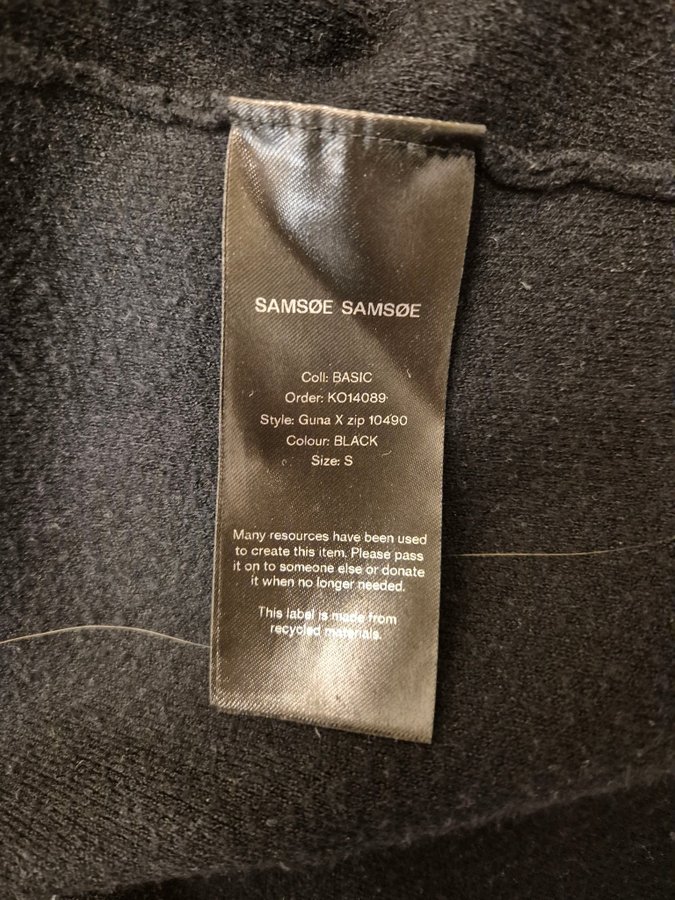 SAMSØE SAMSØE
Coll: BASIC
Order: KO14089
Style: Guna X zip 10490
Colour: BLACK
Size: S
Many resources have been used
to create this item. Please pass
it on to someone else or donate
it when no longer needed.
This label is made from
recycled materials.